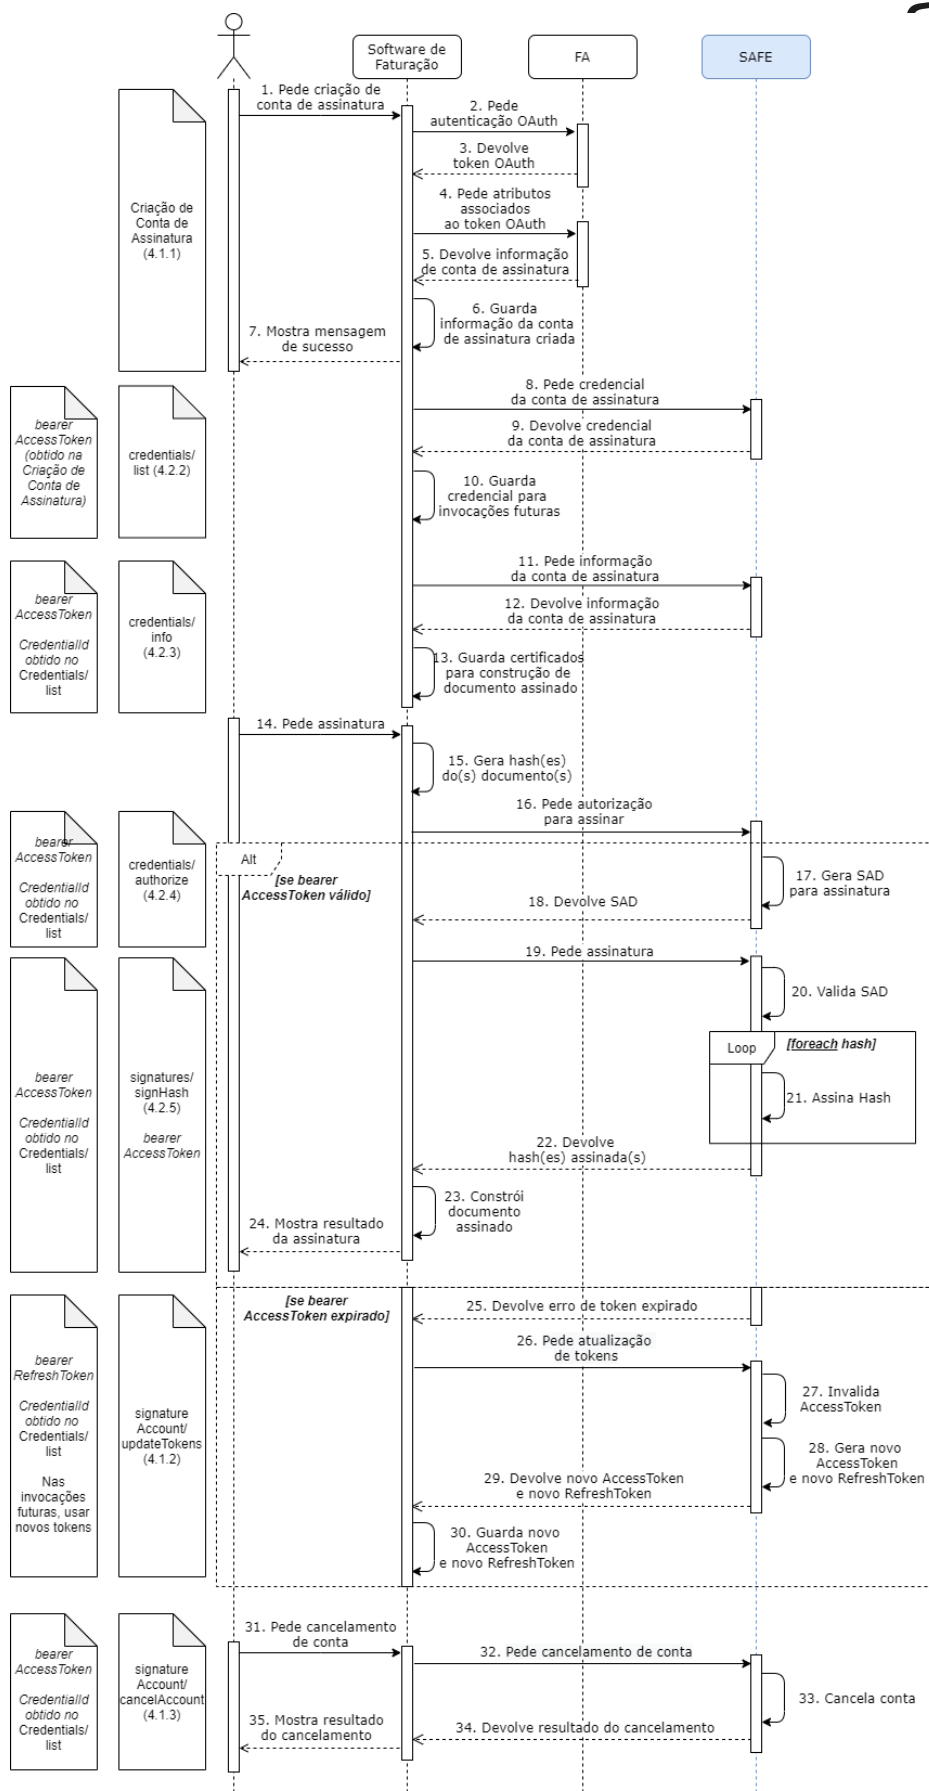 Software de
Faturação
FA
SAFE
1. Pede criação de
conta de assinatura
2. Pede
autenticação OAuth
3. Devolve
token OAuth
4. Pede atributos
associados
ao token OAuth
5. Devolve informação
de conta de assinatura
6. Guarda
informação da conta
de assinatura criada
7. Mostra mensagem
de sucesso
Criação de
Conta de
Assinatura
(4.1.1)
8. Pede credencial
da conta de assinatura
9. Devolve credencial
da conta de assinatura
10. Guarda
credencial para
invocações futuras
bearer
AccessToken
(obtido na
Criação de
Conta de
Assinatura)
credentials/
list (4.2.2)
11. Pede informação
da conta de assinatura
12. Devolve informação
da conta de assinatura
13. Guarda certificados
para construção de
documento assinado
bearer
AccessToken
CredentialId
obtido no
Credentials/
list
credentials/
info
(4.2.3)
14. Pede assinatura
15. Gera hash(es)
do(s) documento(s)
16. Pede autorização
para assinar
bearer
AccessToken
CredentialId
obtido no
Credentials/
list
credentials/
authorize
(4.2.4)
Alt
[se bearer
AccessToken válido]
17. Gera SAD
para assinatura
18. Devolve SAD
19. Pede assinatura
20. Valida SAD
Loop
[foreach hash]
21. Assina Hash
22. Devolve
hash(es) assinada(s)
23. Constrói
documento
assinado
24. Mostra resultado
da assinatura
bearer
AccessToken
CredentialId
obtido no
Credentials/
list
signatures/
signHash
(4.2.5)
bearer
AccessToken
[se bearer
AccessToken expirado]
25. Devolve erro de token expirado
26. Pede atualização
de tokens
27. Invalida
AccessToken
28. Gera novo
AccessToken
e novo RefreshToken
29. Devolve novo AccessToken
e novo RefreshToken
30. Guarda novo
AccessToken
e novo RefreshToken
bearer
RefreshToken
CredentialId
obtido no
Credentials/
list
Nas
invocações
futuras, usar
novos tokens
signature
Account/
updateTokens
(4.1.2)
31. Pede cancelamento
de conta
32. Pede cancelamento de conta
33. Cancela conta
34. Devolve resultado do cancelamento
35. Mostra resultado
do cancelamento
bearer
AccessToken
CredentialId
obtido no
Credentials/
list
signature
Account/
cancelAccount
(4.1.3)